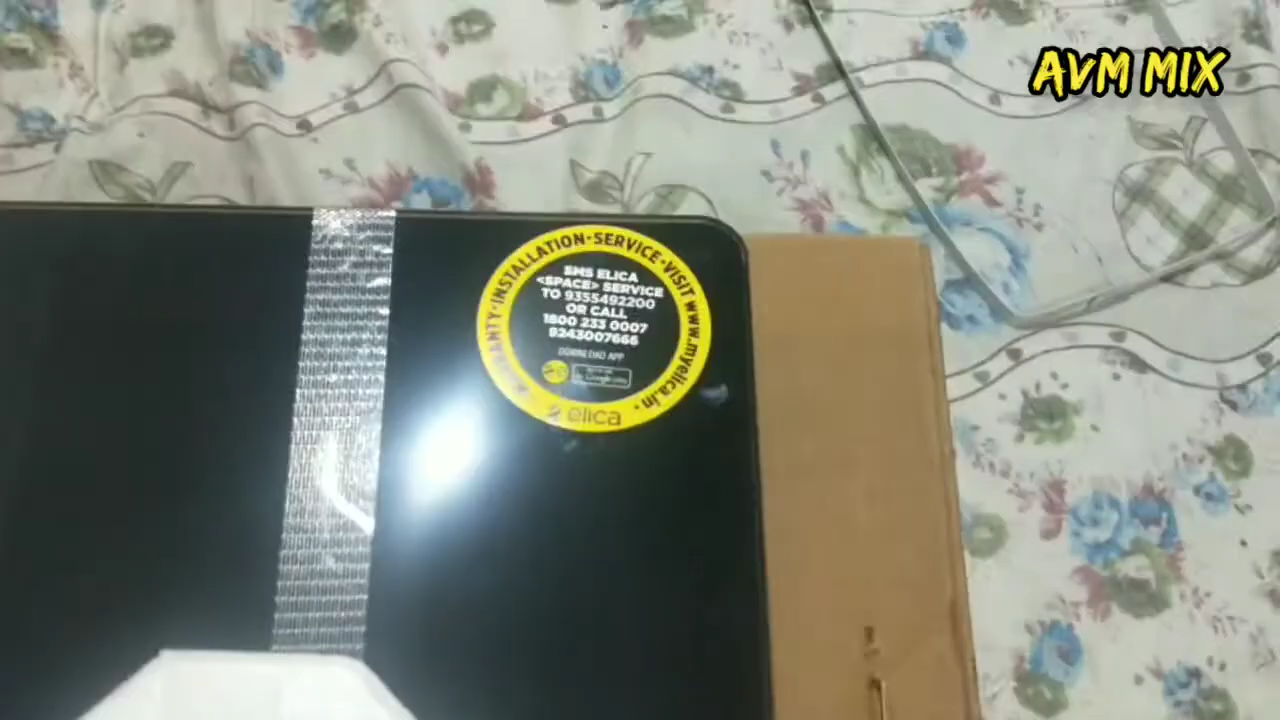 AVM MIX
WARRANTY·INSTALLATION·SERVICE·VISIT www.myelica.in ·
SMS ELICA
<SPACE> SERVICE
TO 9355492200
OR CALL
1800 233 0007
9243007666
DOWNLOAD APP
elica